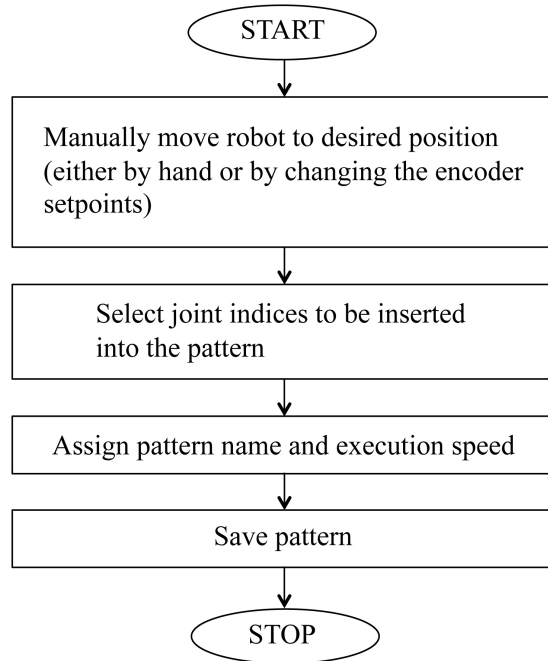 START
Manually move robot to desired position
(either by hand or by changing the encoder
setpoints)
Select joint indices to be inserted
into the pattern
Assign pattern name and execution speed
Save pattern
STOP